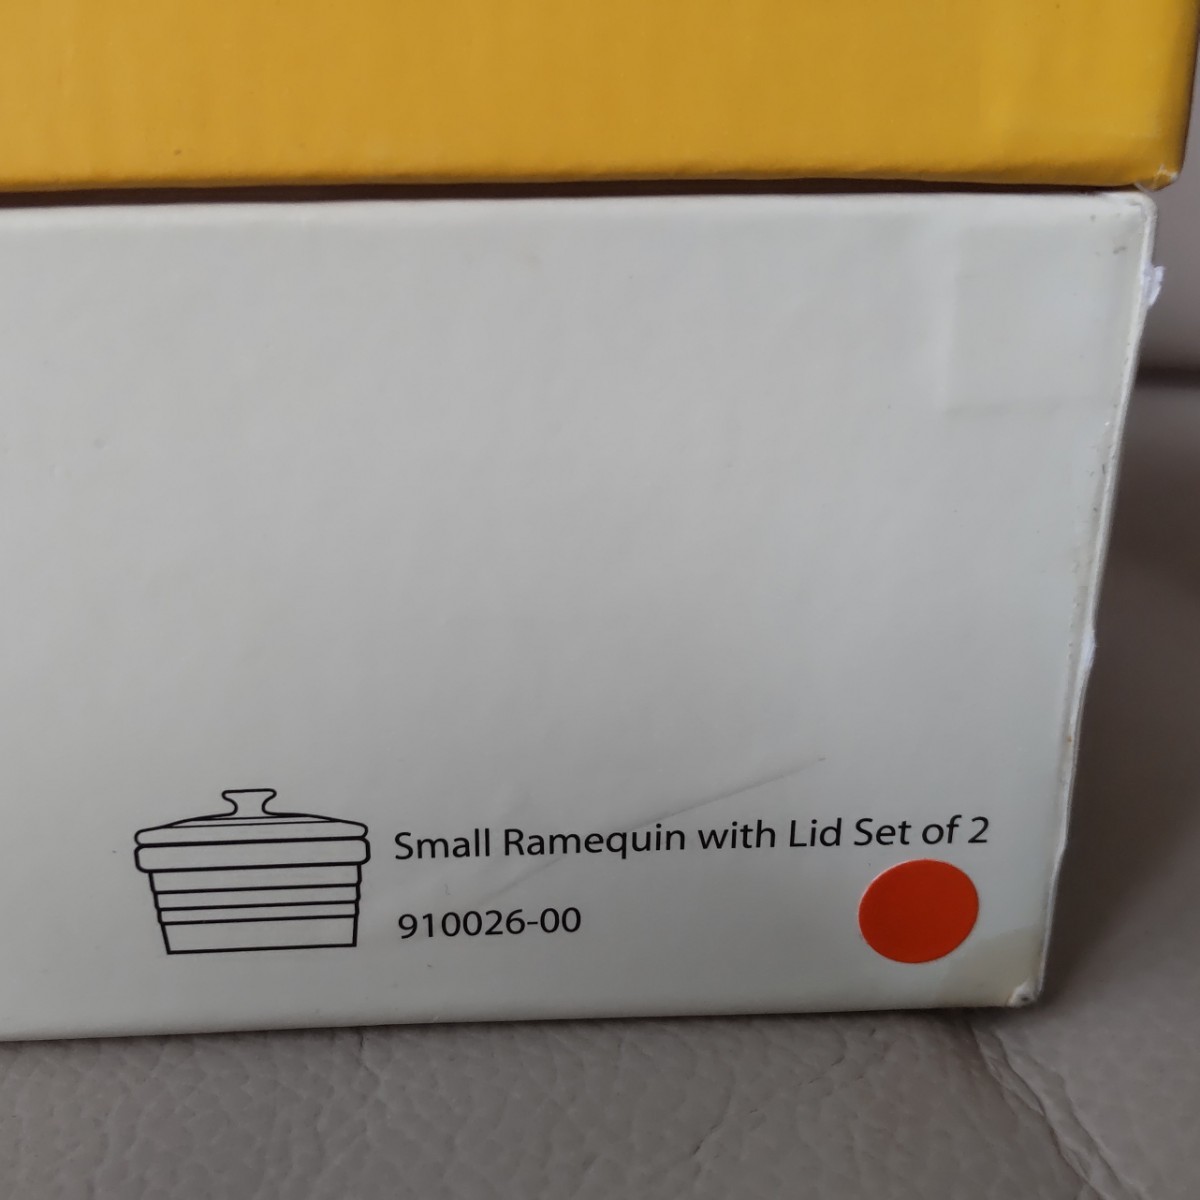 Small Ramequin with Lid Set of 2
910026-00